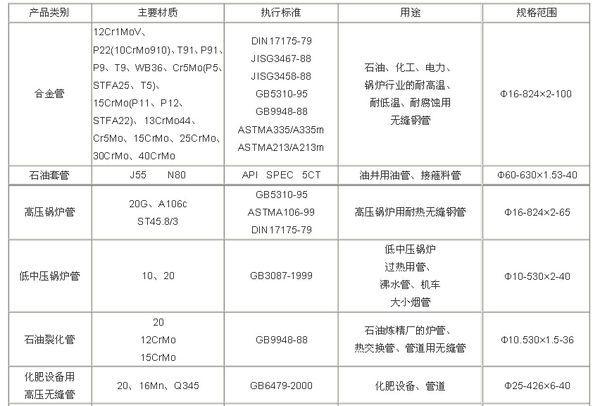 产品类别 主要材质 执行标准 用途 规格范围
合金管
12Cr1MoV、
P22(10CrMo910)、T91、P91、
P9、T9、WB36、Cr5Mo(P5、
STFA25、T5)、
15CrMo(P11、P12、
STFA22)、13CrMo44、
Cr5Mo、15CrMo、25CrMo、
30CrMo、40CrMo
DIN17175-79
JISG3467-88
JISG3458-88
GB5310-95
GB9948-88
ASTMA335/A335m
ASTMA213/A213m
石油、化工、电力、
锅炉行业的耐高温、
耐低温、耐腐蚀用
无缝钢管
Φ16-824×2-100
石油套管 J55 N80 API SPEC 5CT 油井用油管、接箍料管 Φ60-630×1.53-40
高压锅炉管
20G、A106c
ST45.8/3
GB5310-95
ASTMA106-99
DIN17175-79
高压锅炉用耐热无缝钢管
Φ16-824×2-65
低中压锅炉管
10、20
GB3087-1999
低中压锅炉
过热用管、
沸水管、机车
大小烟管
Φ10-530×2-40
石油裂化管
20
12CrMo
15CrMo
GB9948-88
石油炼精厂的炉管、
热交换管、管道用无缝管
Φ10.530×1.5-36
化肥设备用
高压无缝管
20、16Mn、Q345
GB6479-2000
化肥设备、管道
Φ25-426×6-40